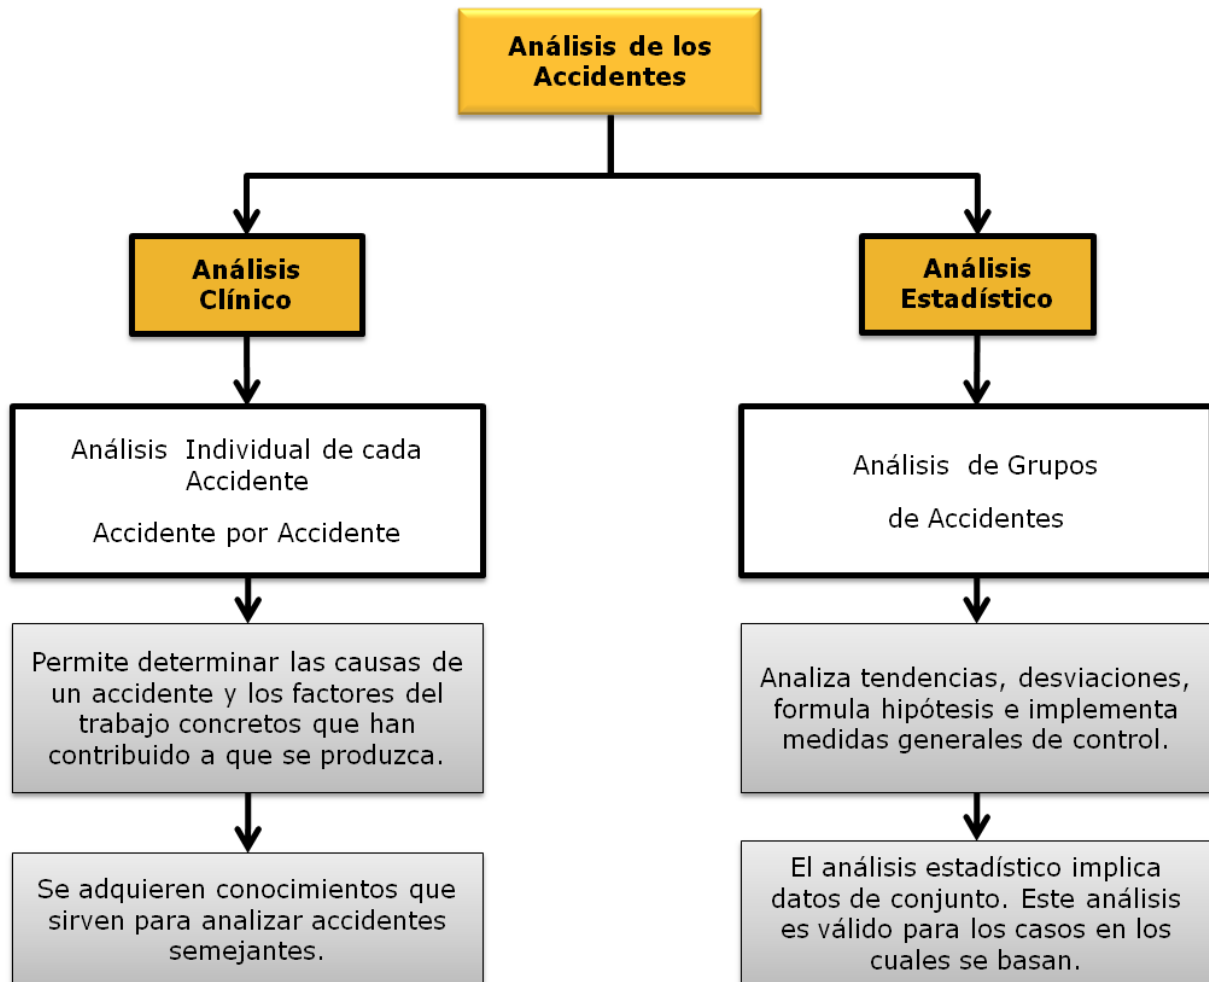 Análisis de los
Accidentes
Análisis
Clínico
Análisis
Estadístico
Análisis Individual de cada
Accidente
Accidente por Accidente
Análisis de Grupos
de Accidentes
Permite determinar las causas de
un accidente y los factores del
trabajo concretos que han
contribuido a que se produzca.
Analiza tendencias, desviaciones,
formula hipótesis e implementa
medidas generales de control.
Se adquieren conocimientos que
sirven para analizar accidentes
semejantes.
El análisis estadístico implica
datos de conjunto. Este análisis
es válido para los casos en los
cuales se basan.